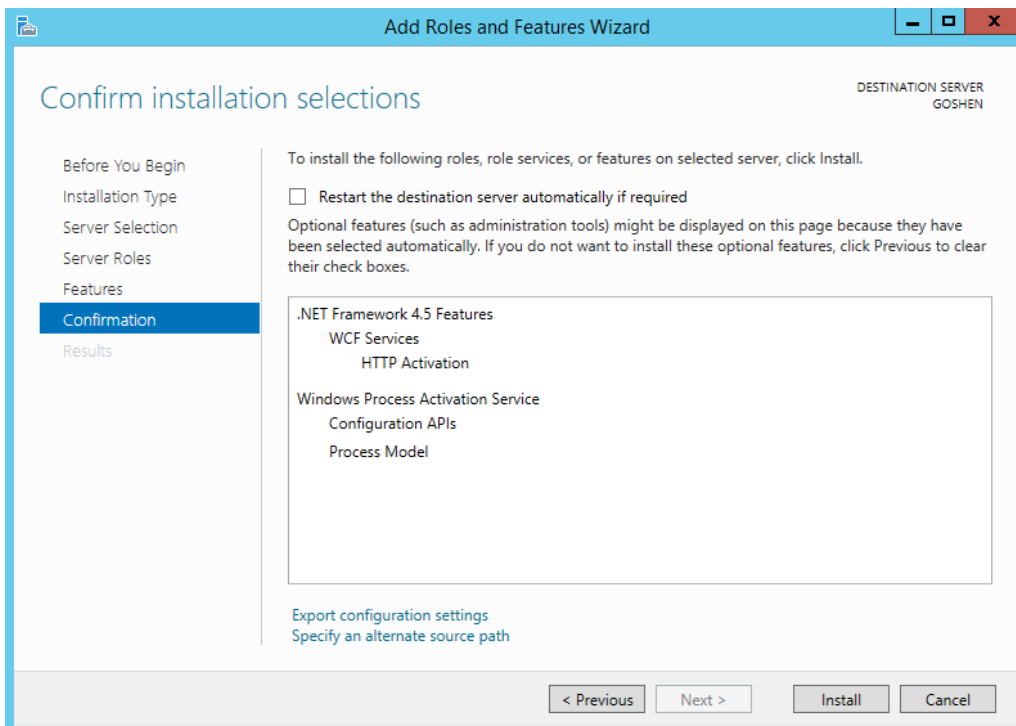 Add Roles and Features Wizard
Confirm installation selections
DESTINATION SERVER
GOSHEN
Before You Begin
Installation Type
Server Selection
Server Roles
Features
Confirmation
Results
To install the following roles, role services, or features on selected server, click Install.
Restart the destination server automatically if required
Optional features (such as administration tools) might be displayed on this page because they have
been selected automatically. If you do not want to install these optional features, click Previous to clear
their check boxes.
.NET Framework 4.5 Features
WCF Services
HTTP Activation
Windows Process Activation Service
Configuration APIs
Process Model
Export configuration settings
Specify an alternate source path
< Previous
Next >
Install
Cancel